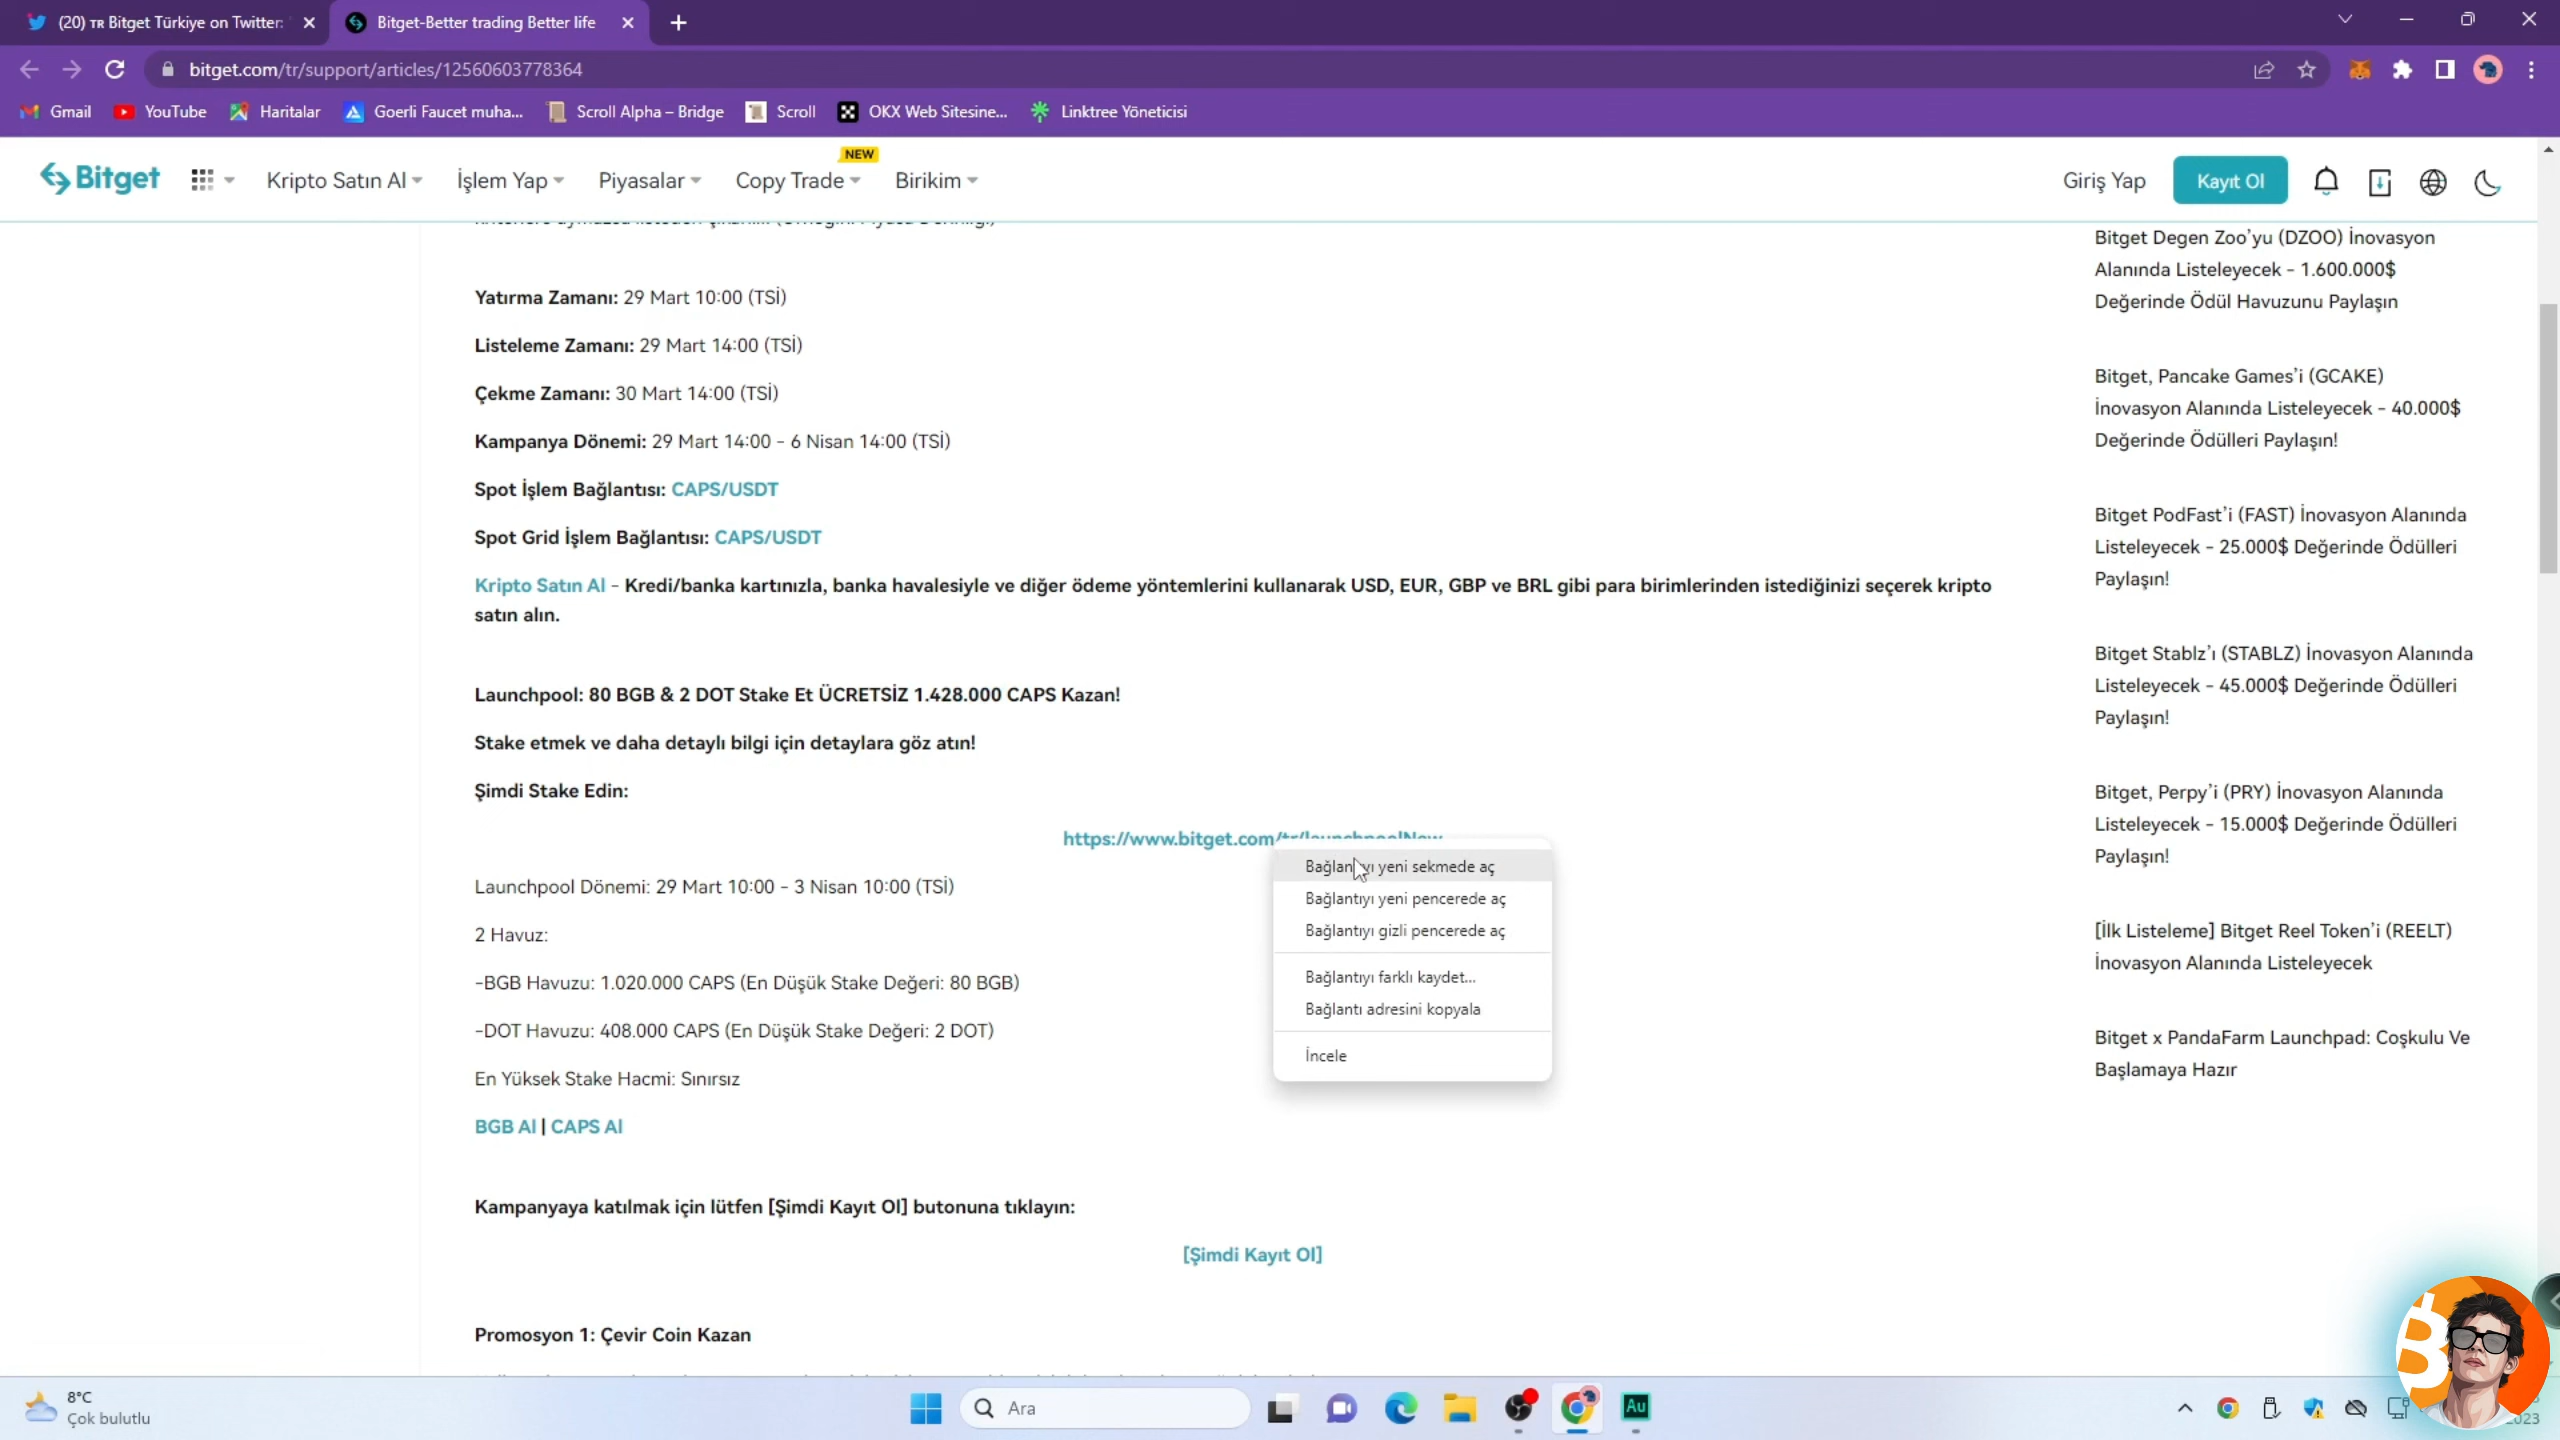 (20) TR Bitget Türkiye on Twitter:
Bitget-Better trading Better life
bitget.com/tr/support/articles/12560603778364
Gmail
YouTube
Haritalar
Goerli Faucet muha...
Scroll Alpha – Bridge
Scroll
OKX Web Sitesine...
Linktree Yöneticisi
Bitget
Kripto Satın Al
İşlem Yap
Piyasalar
NEW
Copy Trade
Birikim
Giriş Yap
Kayıt Ol
Yatırma Zamanı: 29 Mart 10:00 (TSİ)
Listeleme Zamanı: 29 Mart 14:00 (TSİ)
Çekme Zamanı: 30 Mart 14:00 (TSİ)
Kampanya Dönemi: 29 Mart 14:00 - 6 Nisan 14:00 (TSİ)
Spot İşlem Bağlantısı: CAPS/USDT
Spot Grid İşlem Bağlantısı: CAPS/USDT
Kripto Satın Al - Kredi/banka kartınızla, banka havalesiyle ve diğer ödeme yöntemlerini kullanarak USD, EUR, GBP ve BRL gibi para birimlerinden istediğinizi seçerek kripto
satın alın.
Launchpool: 80 BGB & 2 DOT Stake Et ÜCRETSİZ 1.428.000 CAPS Kazan!
Stake etmek ve daha detaylı bilgi için detaylara göz atın!
Şimdi Stake Edin:
https://www.bitget.com/tr/launchpoolNew
Launchpool Dönemi: 29 Mart 10:00 - 3 Nisan 10:00 (TSİ)
2 Havuz:
-BGB Havuzu: 1.020.000 CAPS (En Düşük Stake Değeri: 80 BGB)
-DOT Havuzu: 408.000 CAPS (En Düşük Stake Değeri: 2 DOT)
En Yüksek Stake Hacmi: Sınırsız
BGB Al | CAPS Al
Kampanyaya katılmak için lütfen [Şimdi Kayıt Ol] butonuna tıklayın:
[Şimdi Kayıt Ol]
Promosyon 1: Çevir Coin Kazan
Bağlantıyı yeni sekmede aç
Bağlantıyı yeni pencerede aç
Bağlantıyı gizli pencerede aç
Bağlantıyı farklı kaydet...
Bağlantı adresini kopyala
İncele
Bitget Degen Zoo'yu (DZOO) İnovasyon
Alanında Listeleyecek - 1.600.000$
Değerinde Ödül Havuzunu Paylaşın
Bitget, Pancake Games'i (GCAKE)
İnovasyon Alanında Listeleyecek - 40.000$
Değerinde Ödülleri Paylaşın!
Bitget PodFast'i (FAST) İnovasyon Alanında
Listeleyecek - 25.000$ Değerinde Ödülleri
Paylaşın!
Bitget Stablz'ı (STABLZ) İnovasyon Alanında
Listeleyecek - 45.000$ Değerinde Ödülleri
Paylaşın!
Bitget, Perpy'i (PRY) İnovasyon Alanında
Listeleyecek - 15.000$ Değerinde Ödülleri
Paylaşın!
[İlk Listeleme] Bitget Reel Token'i (REELT)
İnovasyon Alanında Listeleyecek
Bitget x PandaFarm Launchpad: Coşkulu Ve
Başlamaya Hazır
8°C
Çok bulutlu
Ara
Au
2023